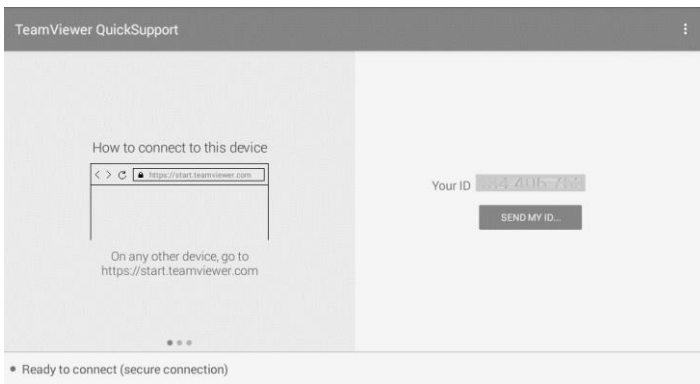 TeamViewer QuickSupport
How to connect to this device
https://start.teamviewer.com
On any other device, go to
https://start.teamviewer.com
Your ID
SEND MY ID...
Ready to connect (secure connection)